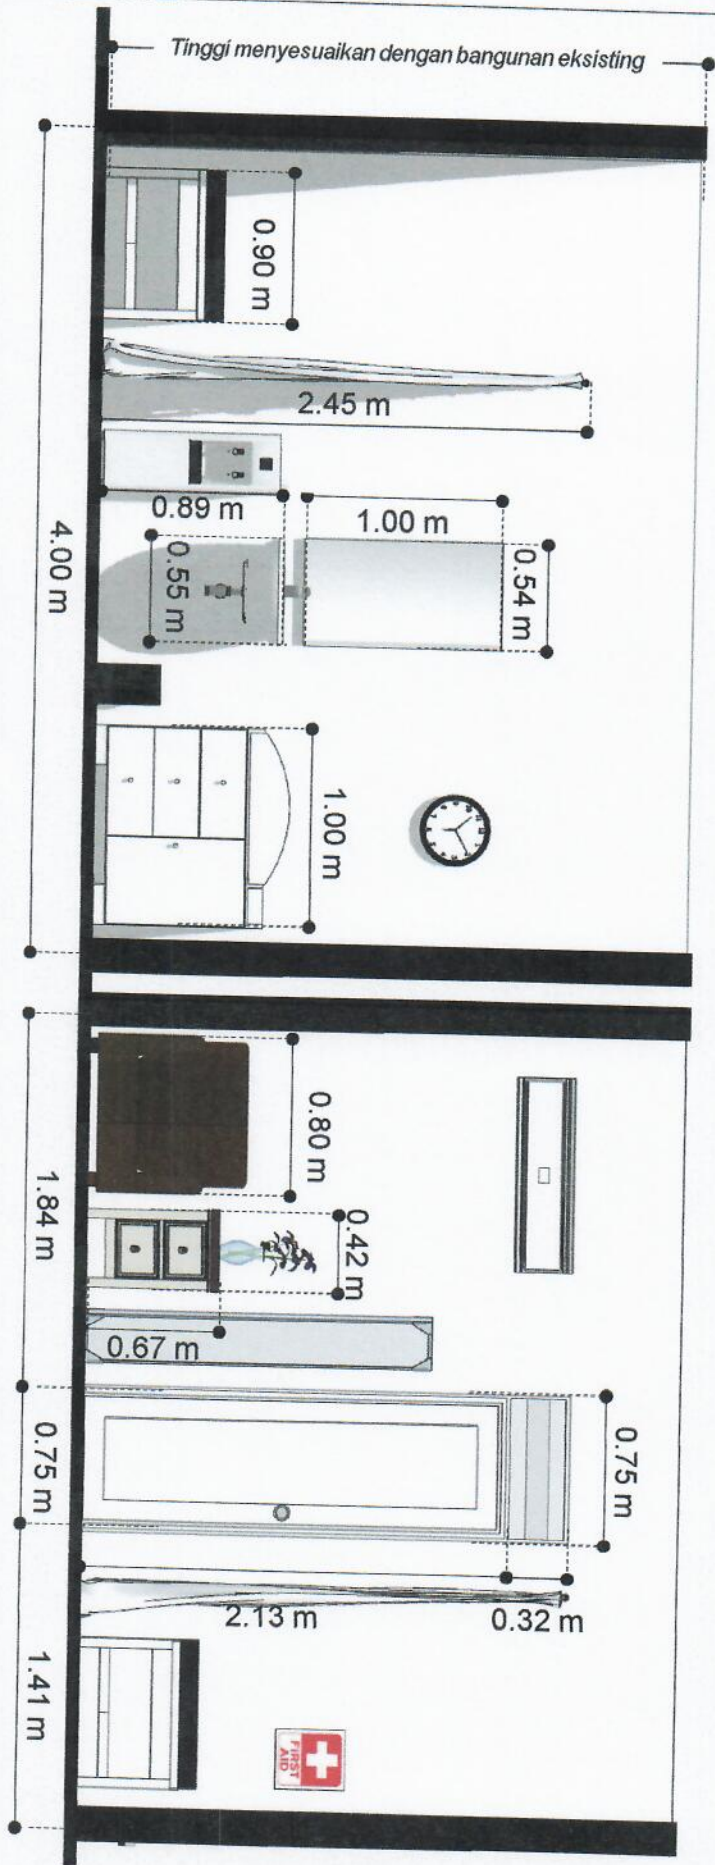 Tinggi menyesuaikan dengan bangunan eksisting
0.90 m
2.45 m
0.89 m
1.00 m
0.55 m
0.54 m
4.00 m
1.00 m
0.80 m
1.84 m
0.42 m
0.67 m
0.75 m
0.75 m
2.13 m
0.32 m
1.41 m
FIRST
AID